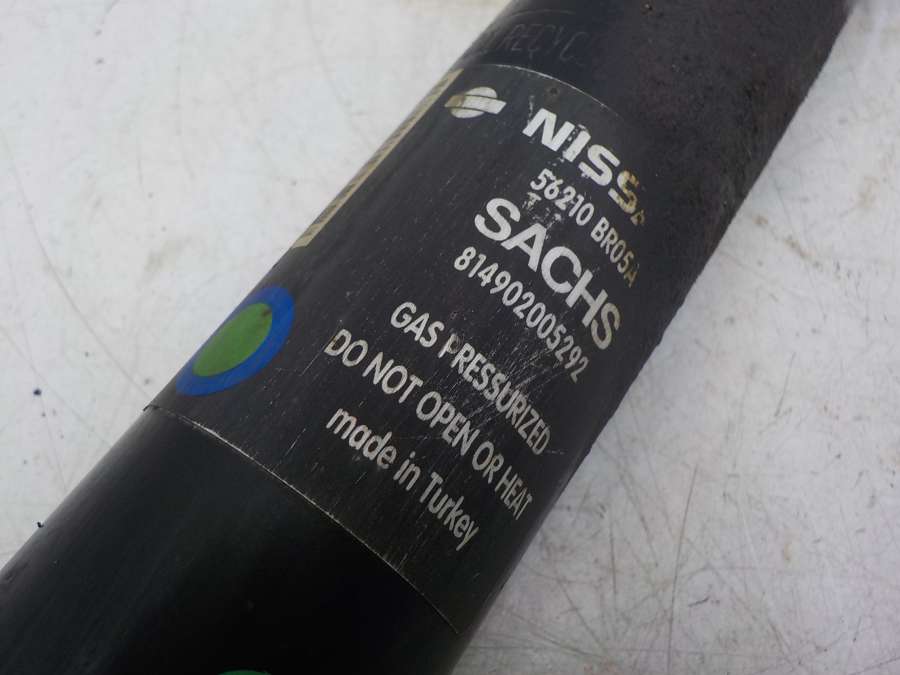 NISS
56210 BR05A
SACHS
814902005292
GAS PRESSURIZED
DO NOT OPEN OR HEAT
made in Turkey